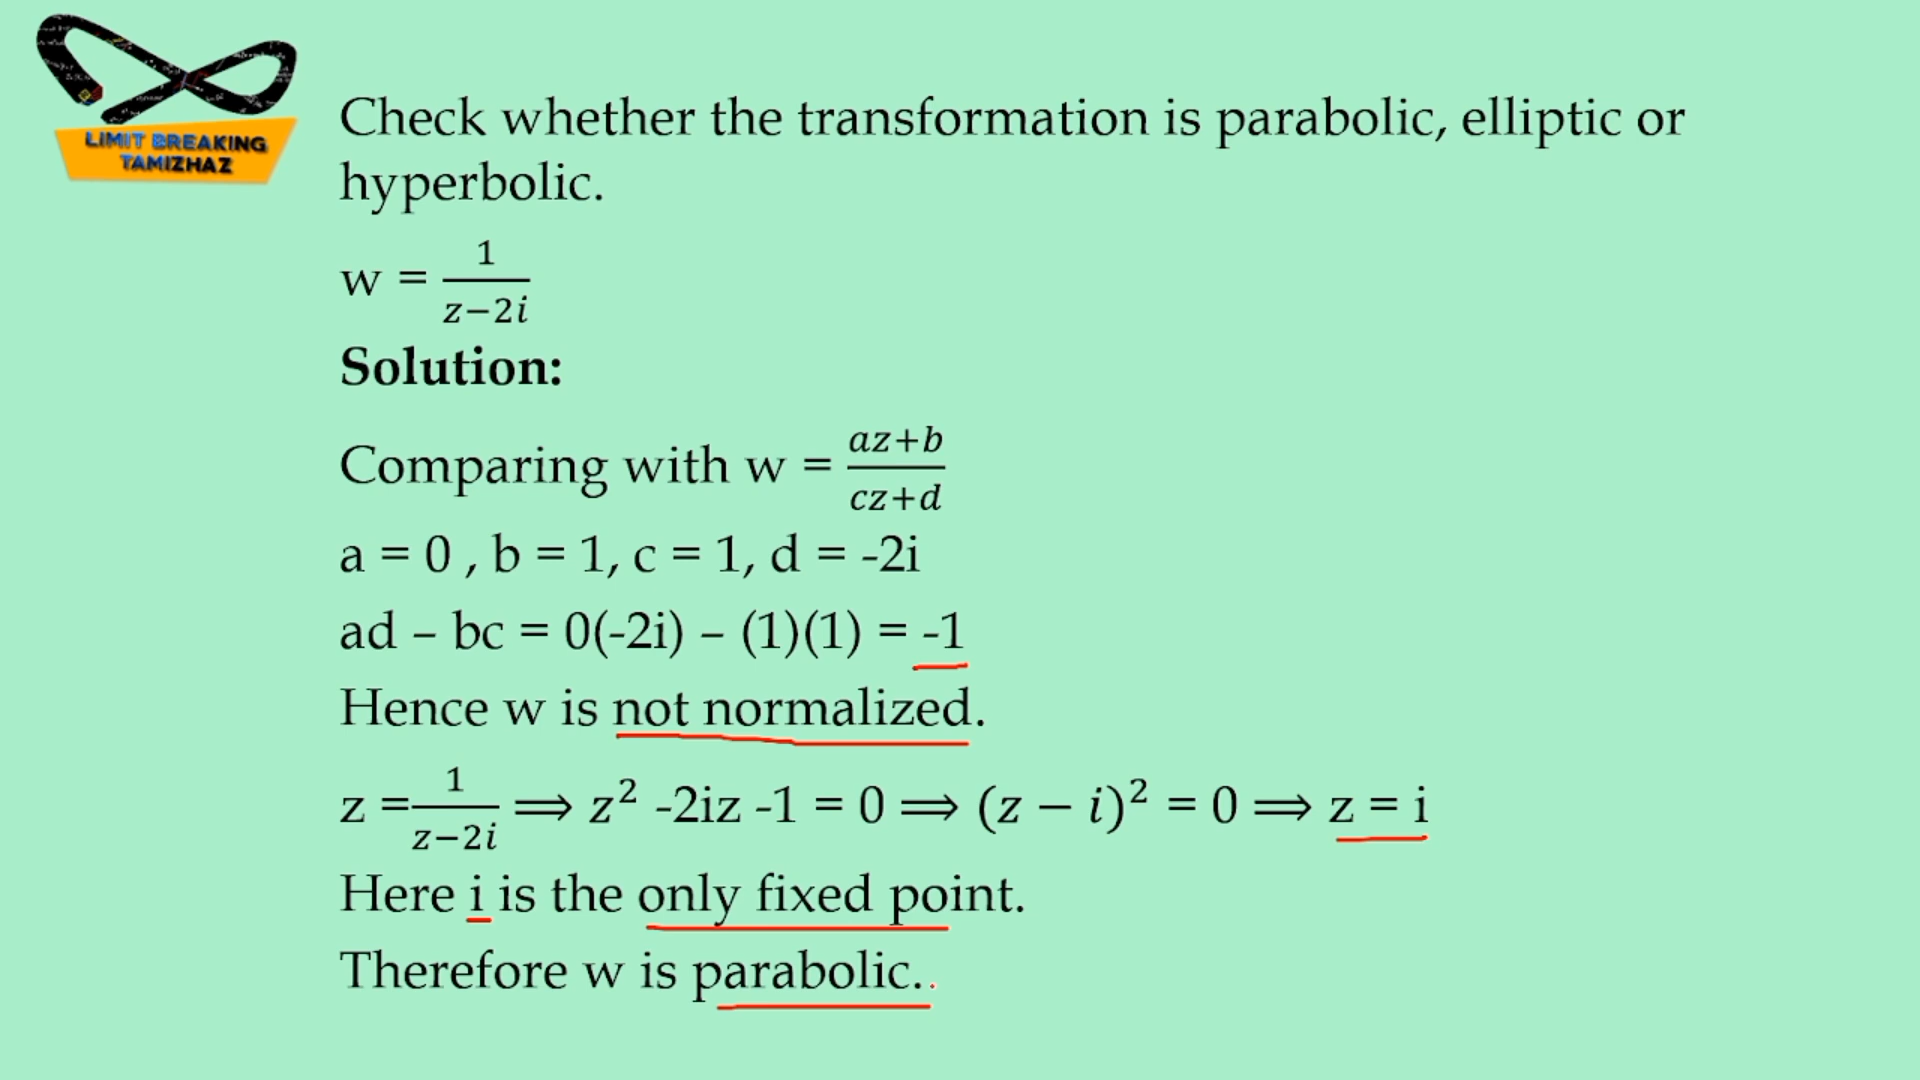 LIMIT BREAKING
TAMIZHAZ
Check whether the transformation is parabolic, elliptic or
hyperbolic.
w = 1/(z−2i)
Solution:
Comparing with w = (az+b)/(cz+d)
a = 0 , b = 1, c = 1, d = -2i
ad – bc = 0(-2i) – (1)(1) = -1
Hence w is not normalized.
z = 1/(z−2i) ⟹ z² -2iz -1 = 0 ⟹ (z − i)² = 0 ⟹ z = i
Here i is the only fixed point.
Therefore w is parabolic..